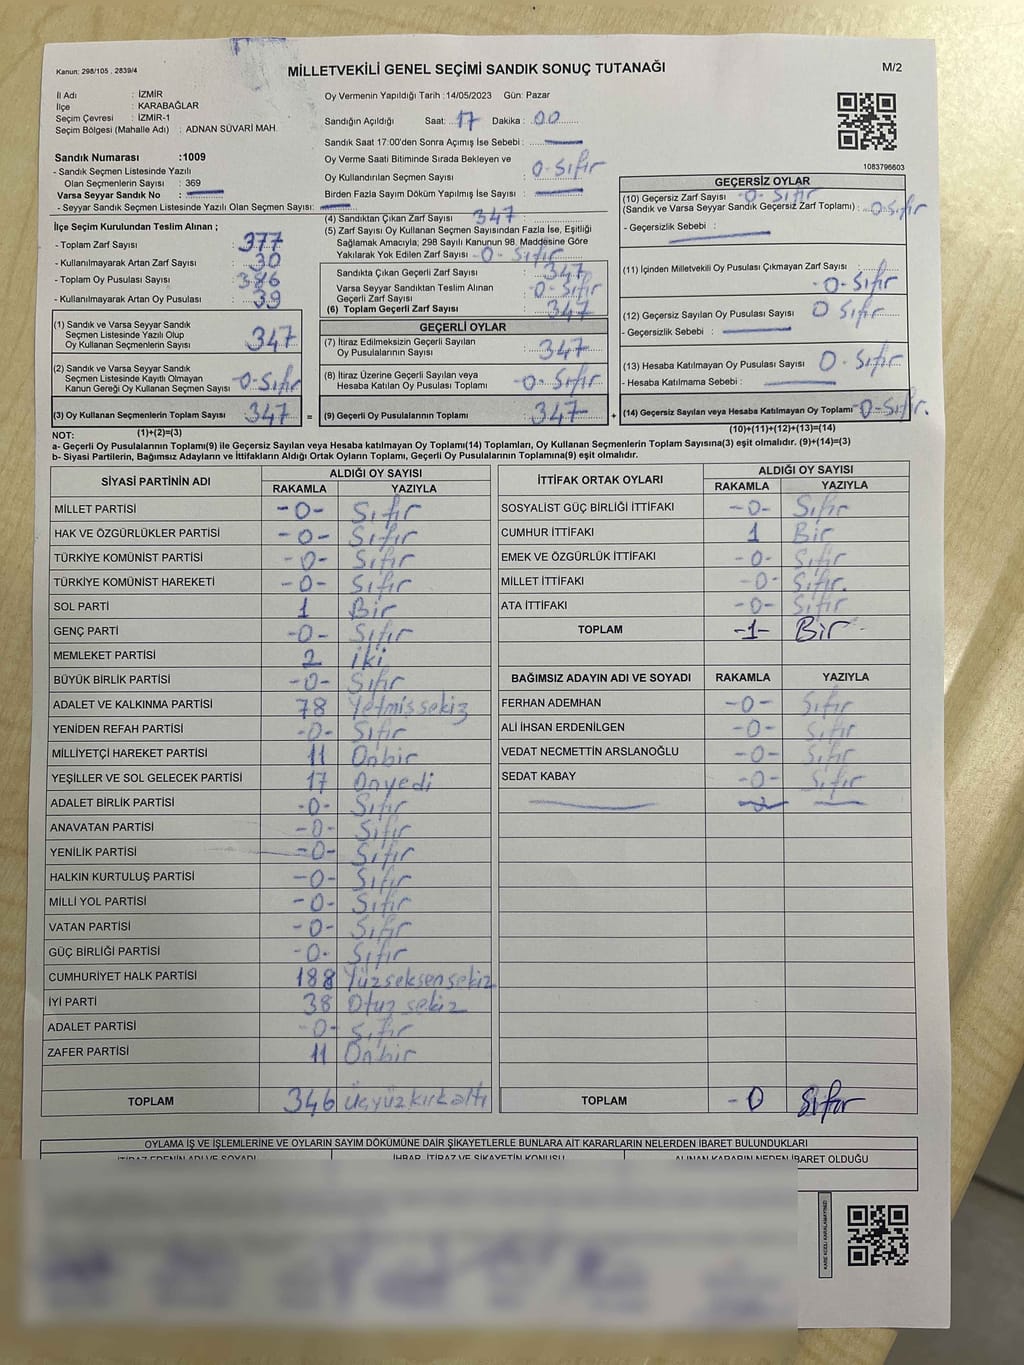 Kanun: 298/105 , 2839/4
MİLLETVEKİLİ GENEL SEÇİMİ SANDIK SONUÇ TUTANAĞI
M/2
İl Adı : İZMİR
İlçe : KARABAĞLAR
Seçim Çevresi : İZMİR-1
Seçim Bölgesi (Mahalle Adı) : ADNAN SÜVARİ MAH.
Sandık Numarası :1009
- Sandık Seçmen Listesinde Yazılı
Olan Seçmenlerin Sayısı : 369
Varsa Seyyar Sandık No :
- Seyyar Sandık Seçmen Listesinde Yazılı Olan Seçmen Sayısı:
İlçe Seçim Kurulundan Teslim Alınan ;
- Toplam Zarf Sayısı : 377
- Kullanılmayarak Artan Zarf Sayısı : 30
- Toplam Oy Pusulası Sayısı : 386
- Kullanılmayarak Artan Oy Pusulası : 39
(1) Sandık ve Varsa Seyyar Sandık
Seçmen Listesinde Yazılı Olup
Oy Kullanan Seçmenlerin Sayısı 347
(2) Sandık ve Varsa Seyyar Sandık
Seçmen Listesinde Kayıtlı Olmayan
Kanun Gereği Oy Kullanan Seçmen Sayısı -0-Sıfır
(3) Oy Kullanan Seçmenlerin Toplam Sayısı 347 =
(1)+(2)=(3)
Oy Vermenin Yapıldığı Tarih :14/05/2023 Gün: Pazar
Sandığın Açıldığı Saat: 17 Dakika : 00
Sandık Saat 17:00'den Sonra Açımış İse Sebebi :
Oy Verme Saati Bitiminde Sırada Bekleyen ve
Oy Kullandırılan Seçmen Sayısı : 0-Sıfır
Birden Fazla Sayım Döküm Yapılmış İse Sayısı :
(4) Sandıktan Çıkan Zarf Sayısı 347
(5) Zarf Sayısı Oy Kullanan Seçmen Sayısından Fazla İse, Eşitliği
Sağlamak Amacıyla; 298 Sayılı Kanunun 98. Maddesine Göre
Yakılarak Yok Edilen Zarf Sayısı -0-Sıfır
Sandıkta Çıkan Geçerli Zarf Sayısı : 347
Varsa Seyyar Sandıktan Teslim Alınan
Geçerli Zarf Sayısı : -0-Sıfır
(6) Toplam Geçerli Zarf Sayısı : 347
GEÇERLİ OYLAR
(7) İtiraz Edilmeksizin Geçerli Sayılan
Oy Pusulalarının Sayısı : 347
(8) İtiraz Üzerine Geçerli Sayılan veya
Hesaba Katılan Oy Pusulası Toplamı -0-Sıfır
(9) Geçerli Oy Pusulalarının Toplamı : 347 +
1083796603
GEÇERSİZ OYLAR
(10) Geçersiz Zarf Sayısı -0-Sıfır
(Sandık ve Varsa Seyyar Sandık Geçersiz Zarf Toplamı) : 0 Sıfır
- Geçersizlik Sebebi :
(11) İçinden Milletvekili Oy Pusulası Çıkmayan Zarf Sayısı : -0-Sıfır
(12) Geçersiz Sayılan Oy Pusulası Sayısı : 0 Sıfır
- Geçersizlik Sebebi :
(13) Hesaba Katılmayan Oy Pusulası Sayısı : 0-Sıfır
- Hesaba Katılmama Sebebi :
(14) Geçersiz Sayılan veya Hesaba Katılmayan Oy Toplamı -0-Sıfır.
(10)+(11)+(12)+(13)=(14)
NOT:
a- Geçerli Oy Pusulalarının Toplamı(9) ile Geçersiz Sayılan veya Hesaba katılmayan Oy Toplamı(14) Toplamları, Oy Kullanan Seçmenlerin Toplam Sayısına(3) eşit olmalıdır. (9)+(14)=(3)
b- Siyasi Partilerin, Bağımsız Adayların ve İttifakların Aldığı Ortak Oyların Toplamı, Geçerli Oy Pusulalarının Toplamına(9) eşit olmalıdır.
SİYASİ PARTİNİN ADI ALDIĞI OY SAYISI
RAKAMLA YAZIYLA
MİLLET PARTİSİ -0- Sıfır
HAK VE ÖZGÜRLÜKLER PARTİSİ -0- Sıfır
TÜRKİYE KOMÜNİST PARTİSİ -0- Sıfır
TÜRKİYE KOMÜNİST HAREKETİ -0- Sıfır
SOL PARTİ 1 Bir
GENÇ PARTİ -0- Sıfır
MEMLEKET PARTİSİ 2 iki
BÜYÜK BİRLİK PARTİSİ -0- Sıfır
ADALET VE KALKINMA PARTİSİ 78 Yetmişsekiz
YENİDEN REFAH PARTİSİ -0- Sıfır
MİLLİYETÇİ HAREKET PARTİSİ 11 Onbir
YEŞİLLER VE SOL GELECEK PARTİSİ 17 Onyedi
ADALET BİRLİK PARTİSİ -0- Sıfır
ANAVATAN PARTİSİ -0- Sıfır
YENİLİK PARTİSİ -0- Sıfır
HALKIN KURTULUŞ PARTİSİ -0- Sıfır
MİLLİ YOL PARTİSİ -0- Sıfır
VATAN PARTİSİ -0- Sıfır
GÜÇ BİRLİĞİ PARTİSİ -0- Sıfır
CUMHURİYET HALK PARTİSİ 188 Yüzseksensekiz
İYİ PARTİ 38 Otuz sekiz
ADALET PARTİSİ -0- Sıfır
ZAFER PARTİSİ 11 Onbir
TOPLAM 346 üçyüzkırkaltı
İTTİFAK ORTAK OYLARI ALDIĞI OY SAYISI
RAKAMLA YAZIYLA
SOSYALİST GÜÇ BİRLİĞİ İTTİFAKI -0- Sıfır
CUMHUR İTTİFAKI 1 Bir
EMEK VE ÖZGÜRLÜK İTTİFAKI -0- Sıfır
MİLLET İTTİFAKI -0- Sıfır.
ATA İTTİFAKI -0- Sıfır
TOPLAM -1- Bir
BAĞIMSIZ ADAYIN ADI VE SOYADI RAKAMLA YAZIYLA
FERHAN ADEMHAN -0- Sıfır
ALİ İHSAN ERDENİLGEN -0- Sıfır
VEDAT NECMETTİN ARSLANOĞLU -0- Sıfır
SEDAT KABAY -0- Sıfır
TOPLAM -0 Sıfır
OYLAMA İŞ VE İŞLEMLERİNE VE OYLARIN SAYIM DÖKÜMÜNE DAİR ŞİKAYETLERLE BUNLARA AİT KARARLARIN NELERDEN İBARET BULUNDUKLARI
İTİRAZ EDENİN ADI VE SOYADI İHBAR, İTİRAZ VE ŞİKAYETİN KONUSU ALINAN KARARIN NEDEN İBARET OLDUĞU